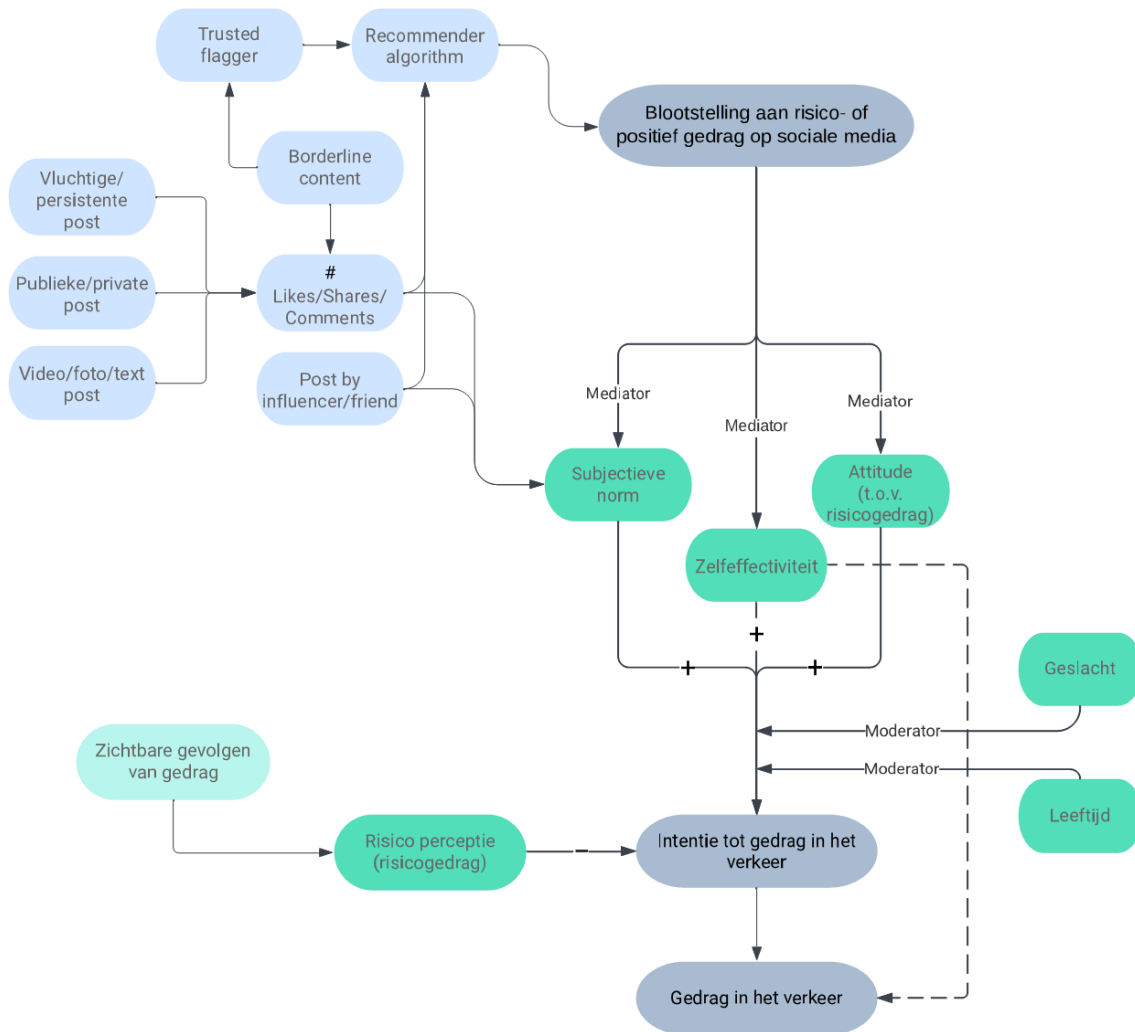 Trusted
flagger
Recommender
algorithm
Blootstelling aan risico- of
positief gedrag op sociale media
Borderline
content
Vluchtige/
persistente
post
#
Likes/Shares/
Comments
Publieke/private
post
Video/foto/text
post
Post by
influencer/friend
Mediator
Mediator
Mediator
Subjectieve
norm
Attitude
(t.o.v.
risicogedrag)
Zelfeffectiviteit
+
+
+
Geslacht
Moderator
Moderator
Leeftijd
Zichtbare gevolgen
van gedrag
Risico perceptie
(risicogedrag)
–
Intentie tot gedrag in het
verkeer
Gedrag in het verkeer